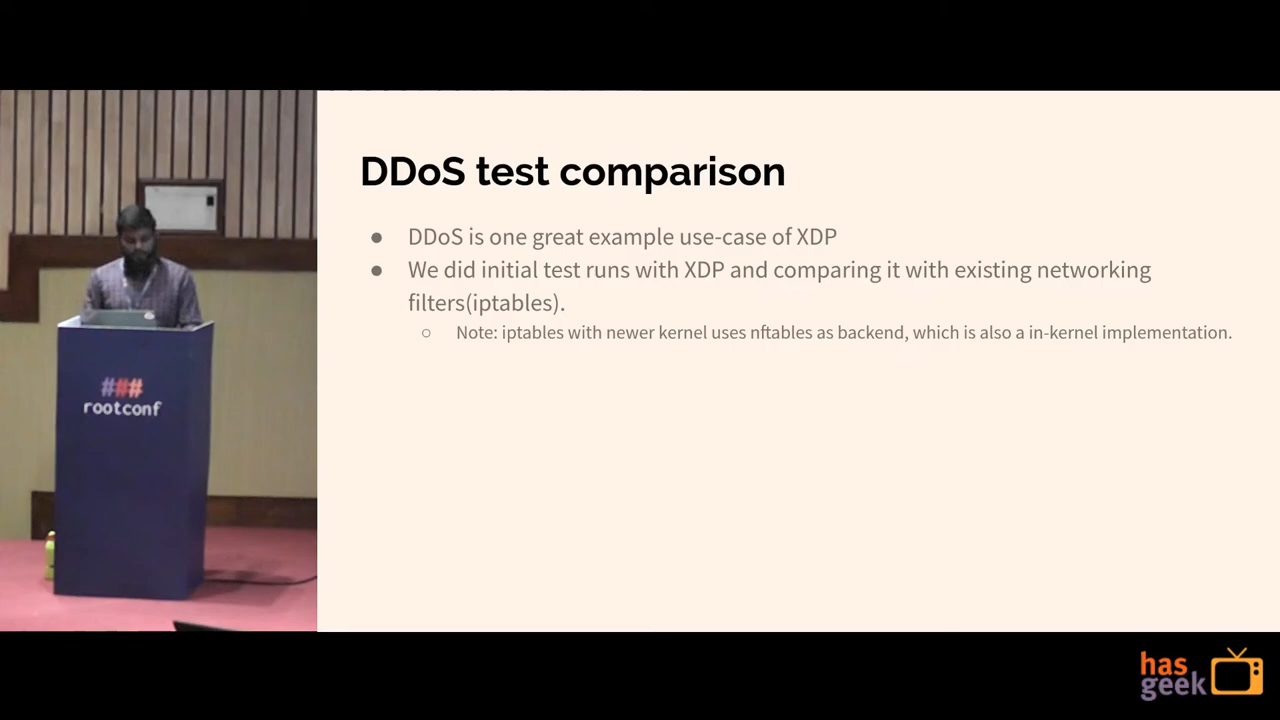 DDoS test comparison
● DDoS is one great example use-case of XDP
● We did initial test runs with XDP and comparing it with existing networking
filters(iptables).
○ Note: iptables with newer kernel uses nftables as backend, which is also a in-kernel implementation.
###
rootconf
has
geek